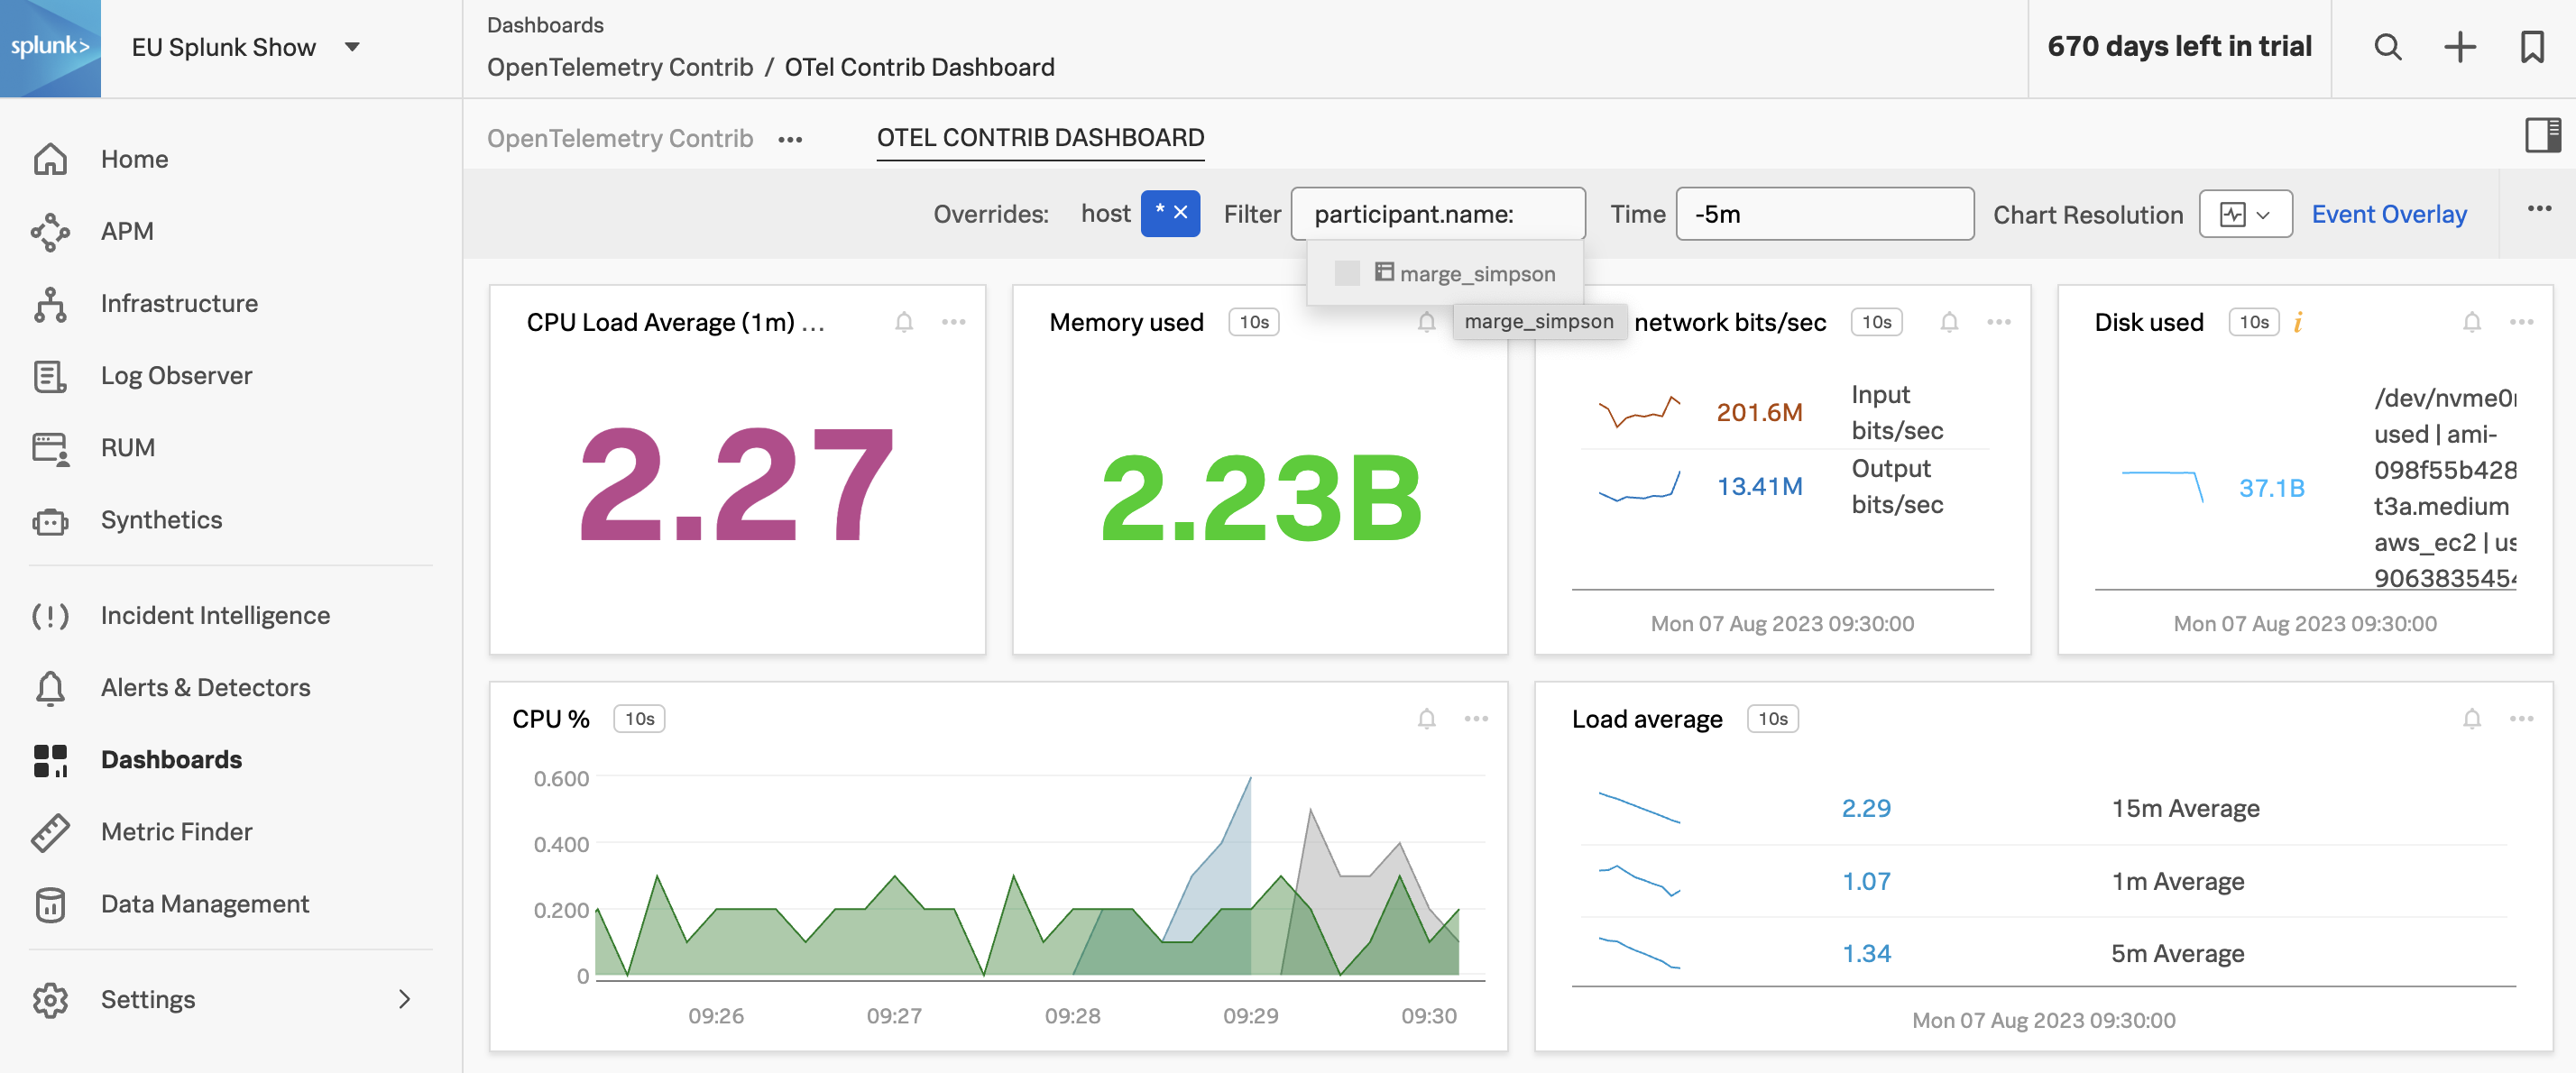 splunk>
EU Splunk Show
Dashboards
OpenTelemetry Contrib / OTel Contrib Dashboard
670 days left in trial
Home
APM
Infrastructure
Log Observer
RUM
Synthetics
Incident Intelligence
Alerts & Detectors
Dashboards
Metric Finder
Data Management
Settings
OpenTelemetry Contrib ••• OTEL CONTRIB DASHBOARD
Overrides: host * × Filter participant.name: Time -5m Chart Resolution Event Overlay
marge_simpson
marge_simpson
CPU Load Average (1m) ...
2.27
Memory used 10s
2.23B
network bits/sec 10s
201.6M Input
bits/sec
13.41M Output
bits/sec
Mon 07 Aug 2023 09:30:00
Disk used 10s i
37.1B
/dev/nvme0
used | ami-
098f55b428
t3a.medium
aws_ec2 | us
906383545
Mon 07 Aug 2023 09:30:00
CPU % 10s
0.600
0.400
0.200
0
09:26 09:27 09:28 09:29 09:30
Load average 10s
2.29 15m Average
1.07 1m Average
1.34 5m Average
Mon 07 Aug 2023 09:30:00